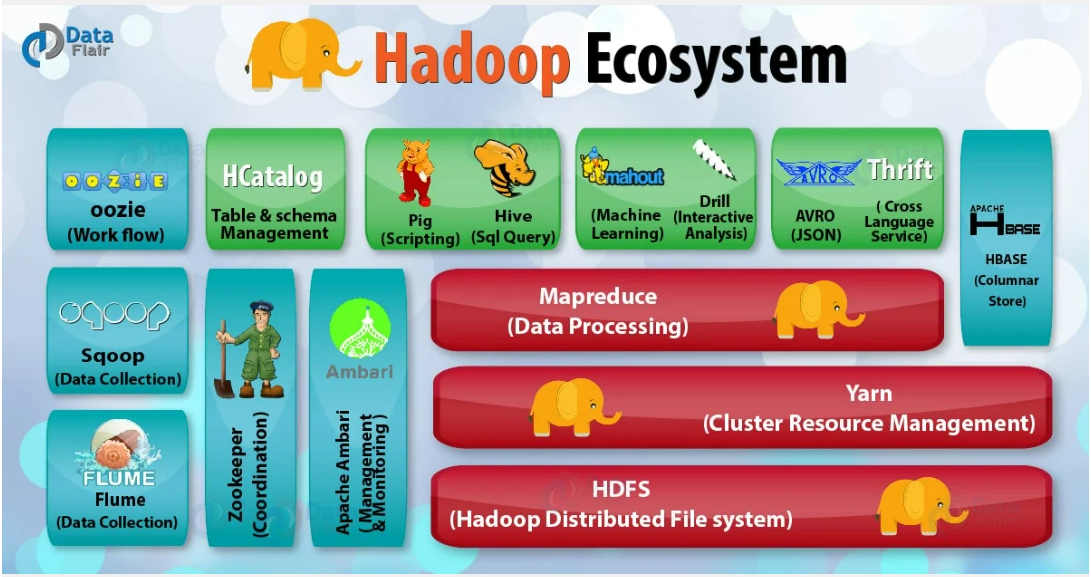 Data
Flair
Hadoop Ecosystem
OOZIE
oozie
(Work flow)
HCatalog
Table & schema
Management
Pig
(Scripting)
Hive
(Sql Query)
mahout
(Machine
Learning)
Drill
(Interactive
Analysis)
AVRO
AVRO
(JSON)
Thrift
( Cross
Language
Service)
APACHE
HBASE
HBASE
(Columnar
Store)
sqoop
Sqoop
(Data Collection)
Zookeeper
(Coordination)
Ambari
Apache Ambari
( Management
& Monitoring )
Mapreduce
(Data Processing)
Yarn
(Cluster Resource Management)
FLUME
Flume
(Data Collection)
HDFS
(Hadoop Distributed File system)